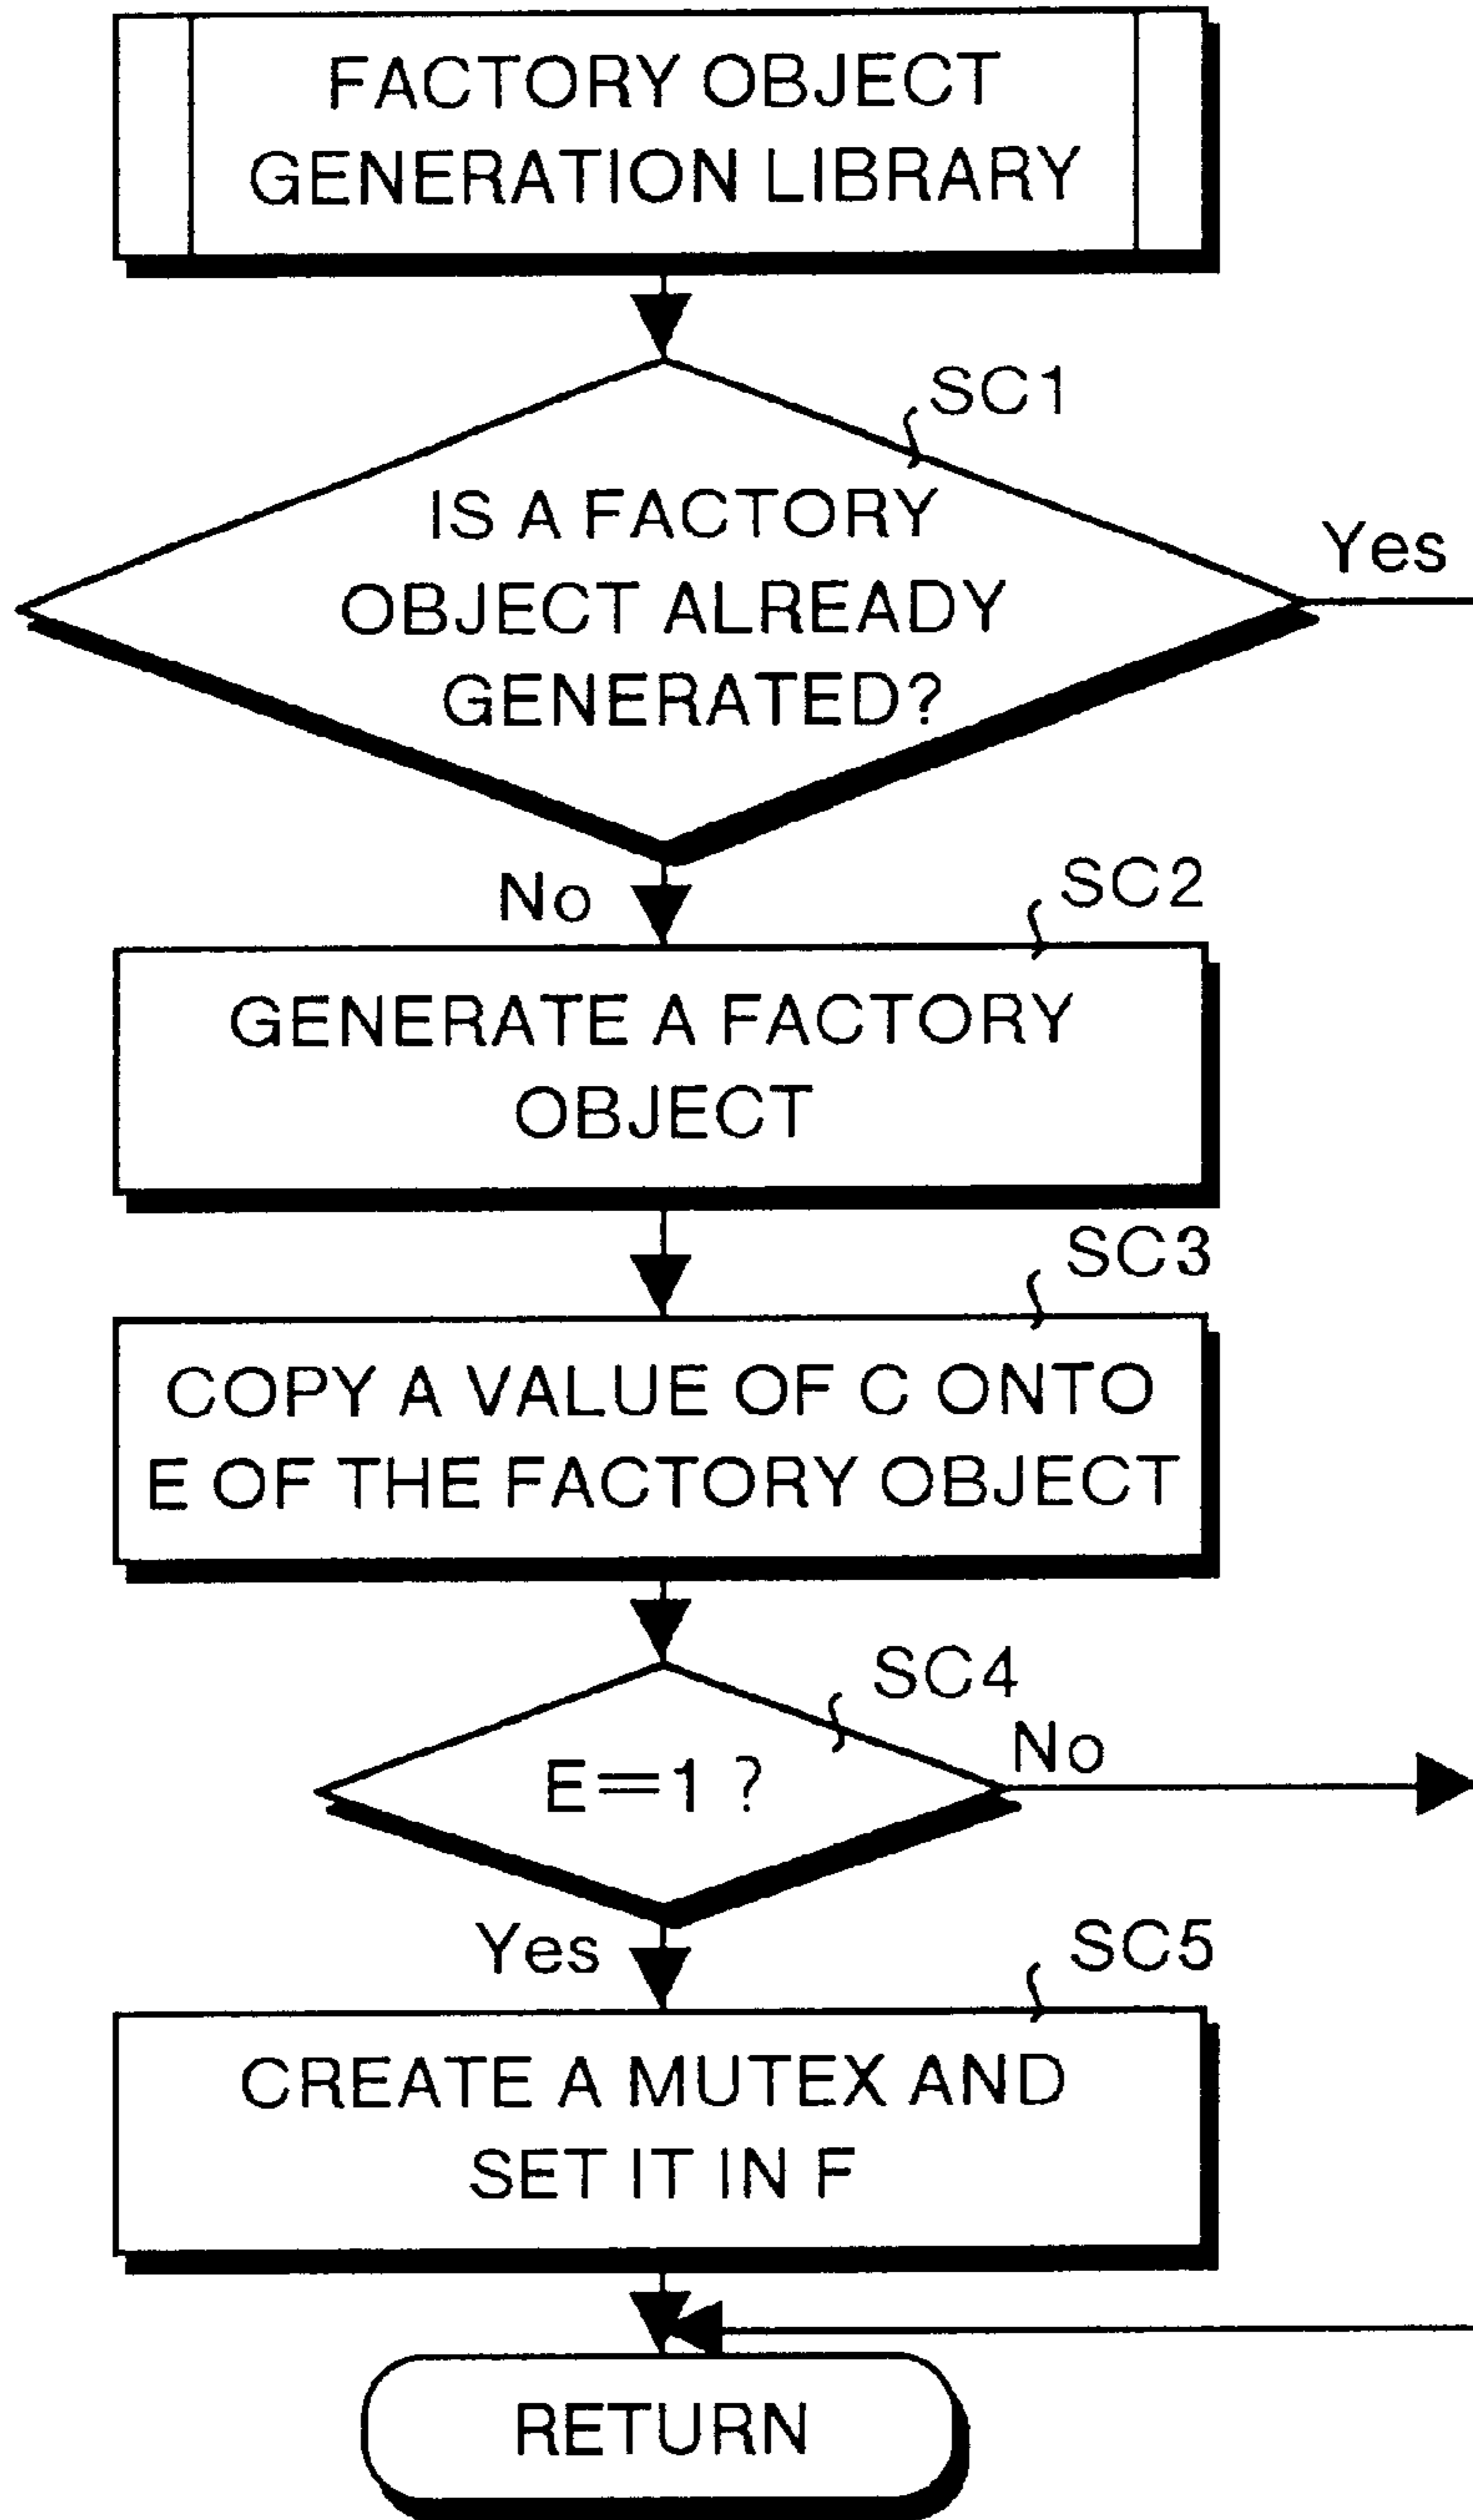 FACTORY OBJECT
GENERATION LIBRARY
SC1
IS A FACTORY
OBJECT ALREADY
GENERATED?
Yes
No
SC2
GENERATE A FACTORY
OBJECT
SC3
COPY A VALUE OF C ONTO
E OF THE FACTORY OBJECT
SC4
E=1 ?
No
Yes
SC5
CREATE A MUTEX AND
SET IT IN F
RETURN